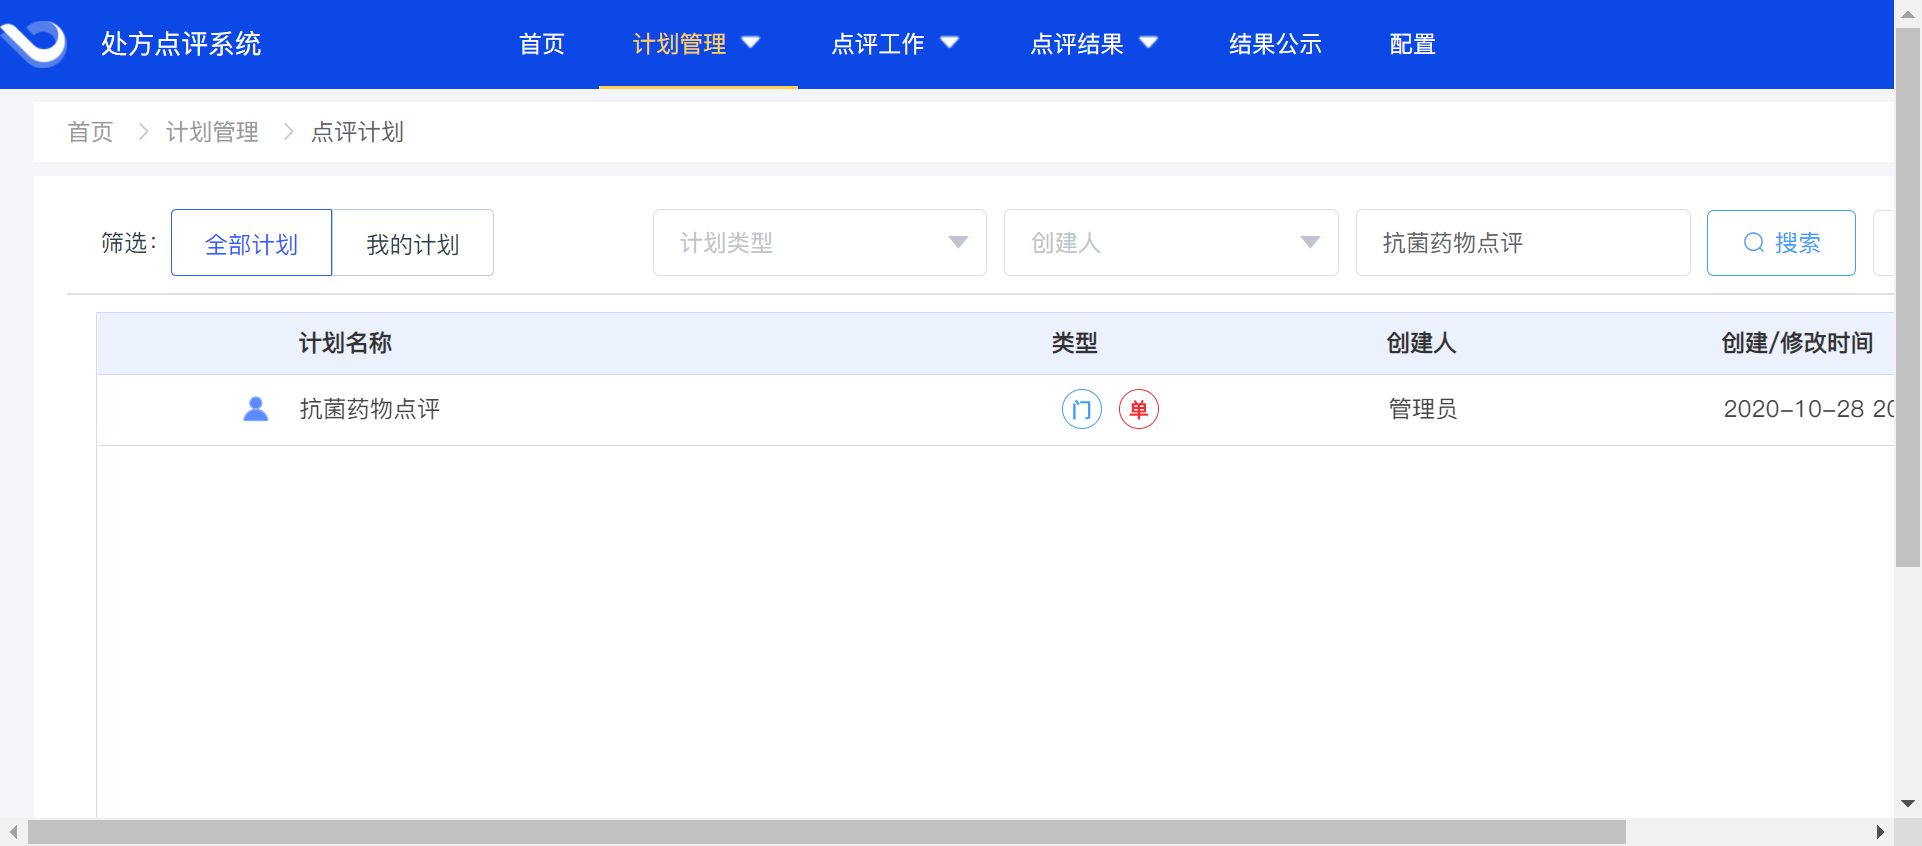 处方点评系统 首页 计划管理 点评工作 点评结果 结果公示 配置
首页 计划管理 点评计划
筛选： 全部计划 我的计划 计划类型 创建人 抗菌药物点评 搜索
计划名称 类型 创建人 创建/修改时间
抗菌药物点评 门 单 管理员 2020-10-28 20